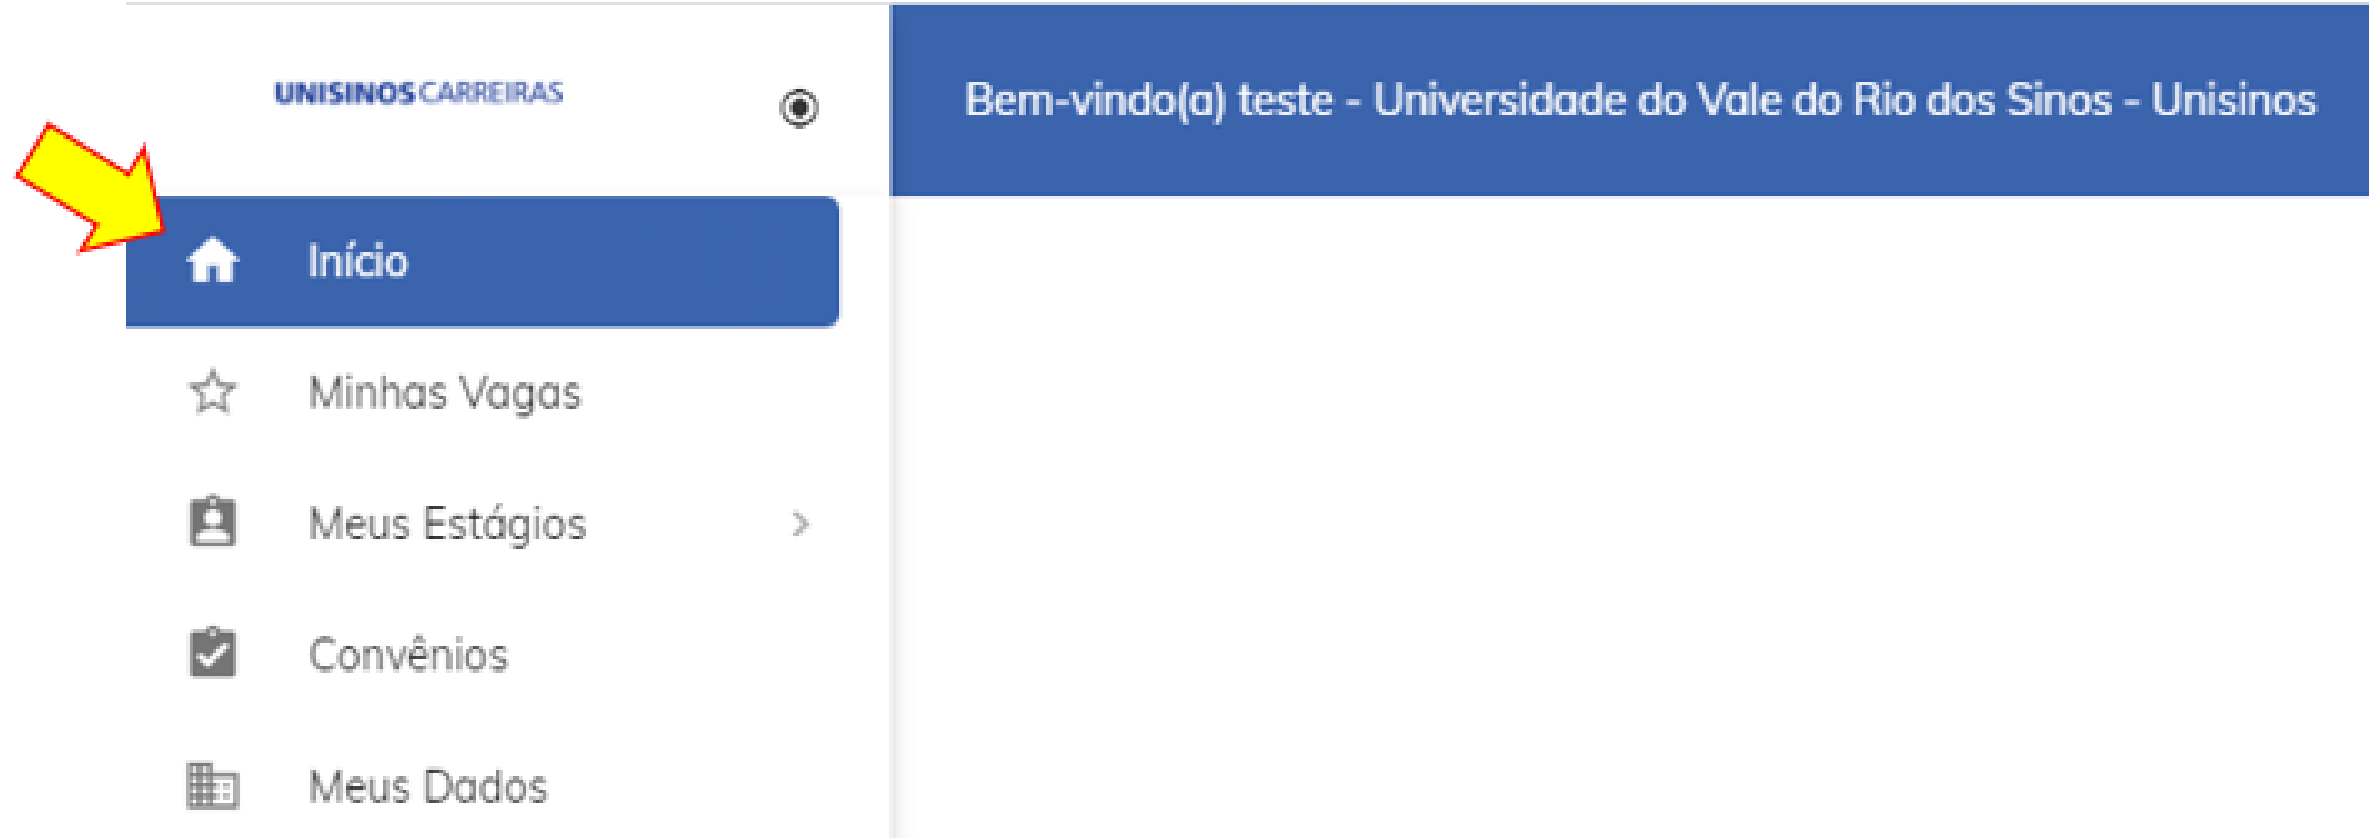 UNISINOS CARREIRAS
Bem-vindo(a) teste - Universidade do Vale do Rio dos Sinos - Unisinos
Início
Minhas Vagas
Meus Estágios
Convênios
Meus Dados